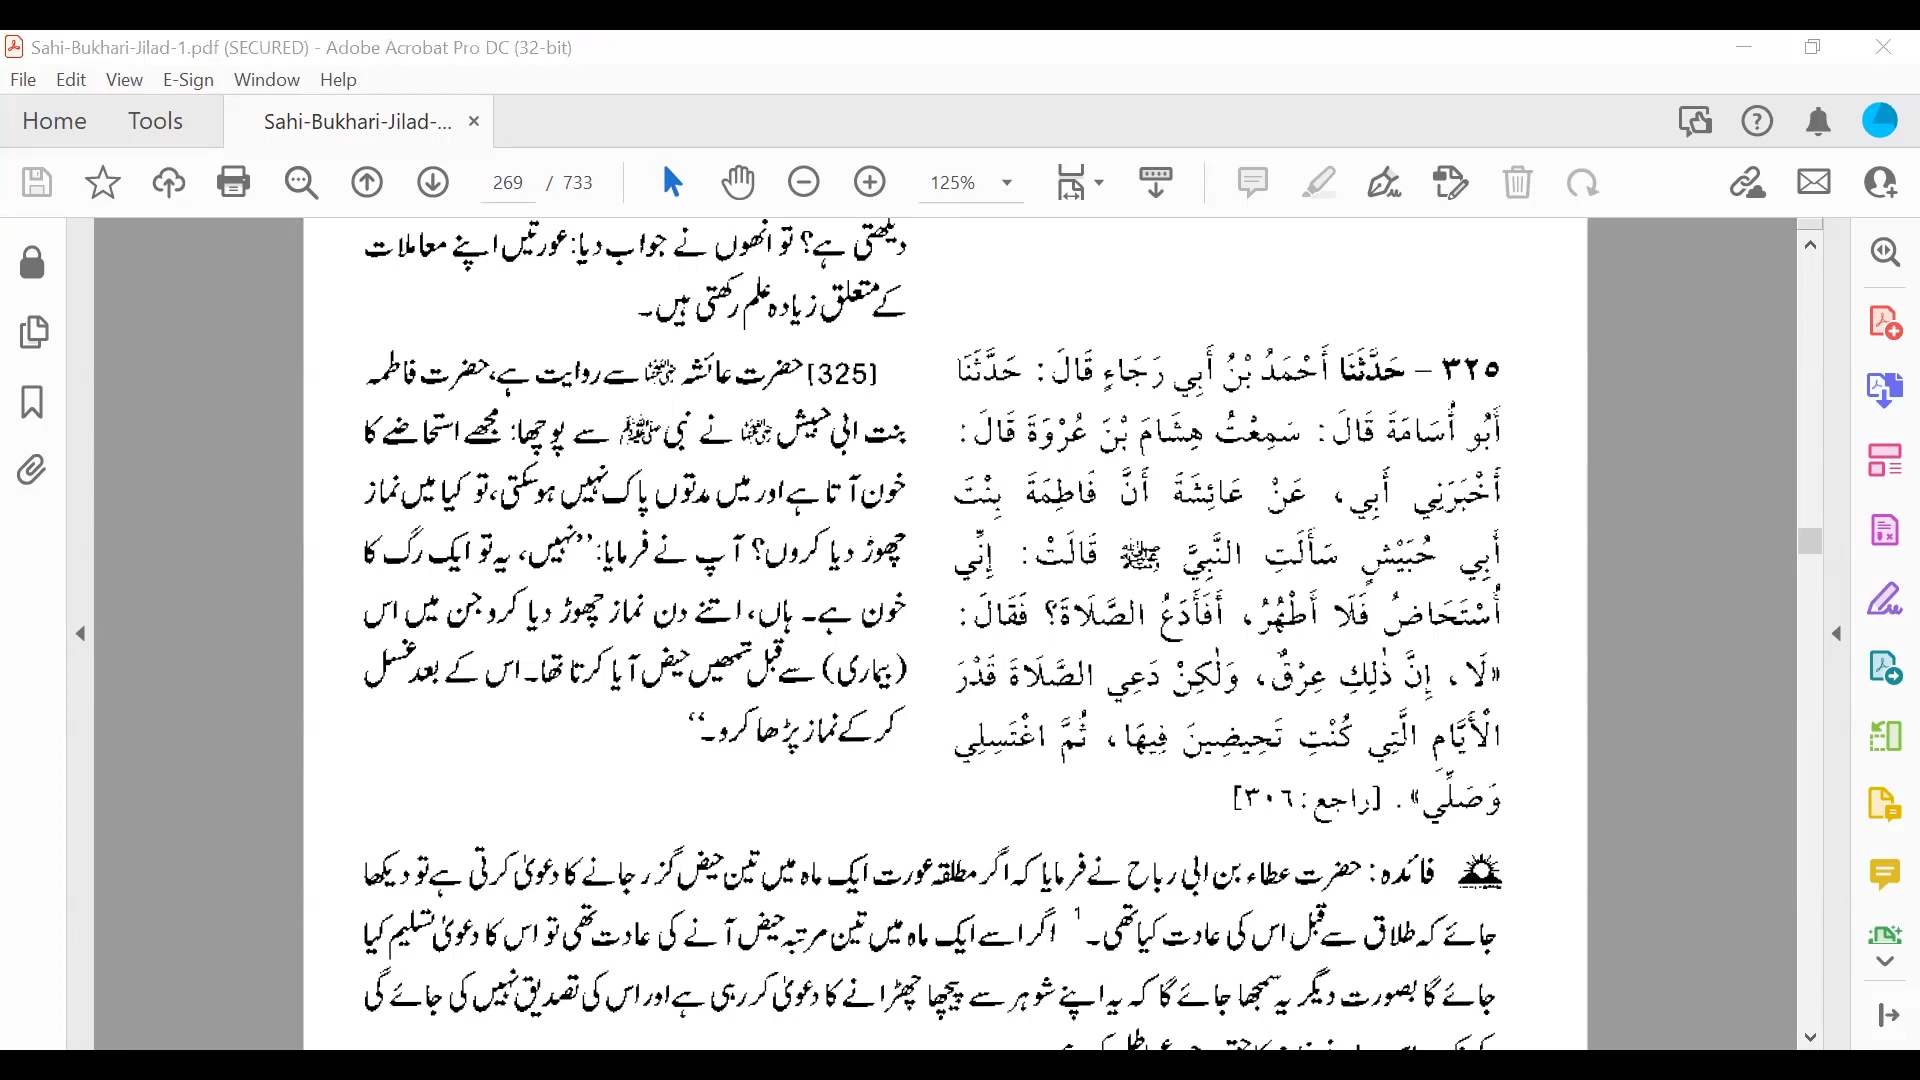 Sahi-Bukhari-Jilad-1.pdf (SECURED) - Adobe Acrobat Pro DC (32-bit)
File Edit View E-Sign Window Help
Home Tools Sahi-Bukhari-Jilad-...
269 / 733 125%
دیکھتی ہے؟ تو انھوں نے جواب دیا: عورتیں اپنے معاملات
کے متعلق زیادہ علم رکھتی ہیں۔
٣٢٥ – حَدَّثَنَا أَحْمَدُ بْنُ أَبِي رَجَاءٍ قَالَ: حَدَّثَنَا
أَبُو أُسَامَةَ قَالَ: سَمِعْتُ هِشَامَ بْنَ عُرْوَةَ قَالَ:
أَخْبَرَنِي أَبِي، عَنْ عَائِشَةَ أَنَّ فَاطِمَةَ بِنْتَ
أَبِي حُبَيْشٍ سَأَلَتِ النَّبِيَّ ﷺ قَالَتْ: إِنِّي
أُسْتَحَاضُ فَلَا أَطْهُرُ، أَفَأَدَعُ الصَّلَاةَ؟ فَقَالَ:
«لَا، إِنَّ ذٰلِكِ عِرْقٌ، وَلٰكِنْ دَعِي الصَّلَاةَ قَدْرَ
الْأَيَّامِ الَّتِي كُنْتِ تَحِيضِينَ فِيهَا، ثُمَّ اغْتَسِلِي
وَصَلِّي». [راجع: ٣٠٦]
[325] حضرت عائشہ رضی اللہ عنہا سے روایت ہے، حضرت فاطمہ
بنت ابی حبیش رضی اللہ عنہا نے نبی ﷺ سے پوچھا: مجھے استحاضے کا
خون آتا ہے اور میں مدتوں پاک نہیں ہو سکتی، تو کیا میں نماز
چھوڑ دیا کروں؟ آپ نے فرمایا: ’’نہیں، یہ تو ایک رگ کا
خون ہے۔ ہاں، اتنے دن نماز چھوڑ دیا کرو جن میں اس
(بیماری) سے قبل تمھیں حیض آیا کرتا تھا۔ اس کے بعد غسل
کر کے نماز پڑھا کرو۔‘‘
فائدہ: حضرت عطاء بن ابی رباح نے فرمایا کہ اگر مطلقہ عورت ایک ماہ میں تین حیض گزر جانے کا دعویٰ کرتی ہے تو دیکھا
جائے کہ طلاق سے قبل اس کی عادت کیا تھی۔ 1 اگر اسے ایک ماہ میں تین مرتبہ حیض آنے کی عادت تھی تو اس کا دعویٰ تسلیم کیا
جائے گا بصورت دیگر یہ سمجھا جائے گا کہ یہ اپنے شوہر سے پیچھا چھڑانے کا دعویٰ کر رہی ہے اور اس کی تصدیق نہیں کی جائے گی